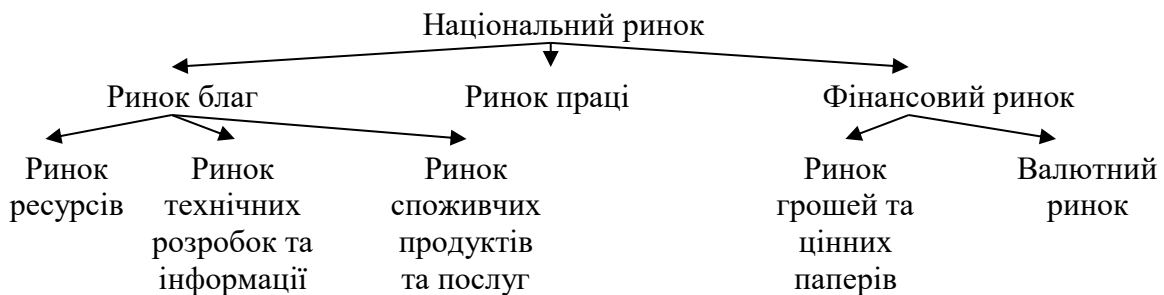 Національний ринок
Ринок благ
Ринок праці
Фінансовий ринок
Ринок
ресурсів
Ринок
технічних
розробок та
інформації
Ринок
споживчих
продуктів
та послуг
Ринок
грошей та
цінних
паперів
Валютний
ринок